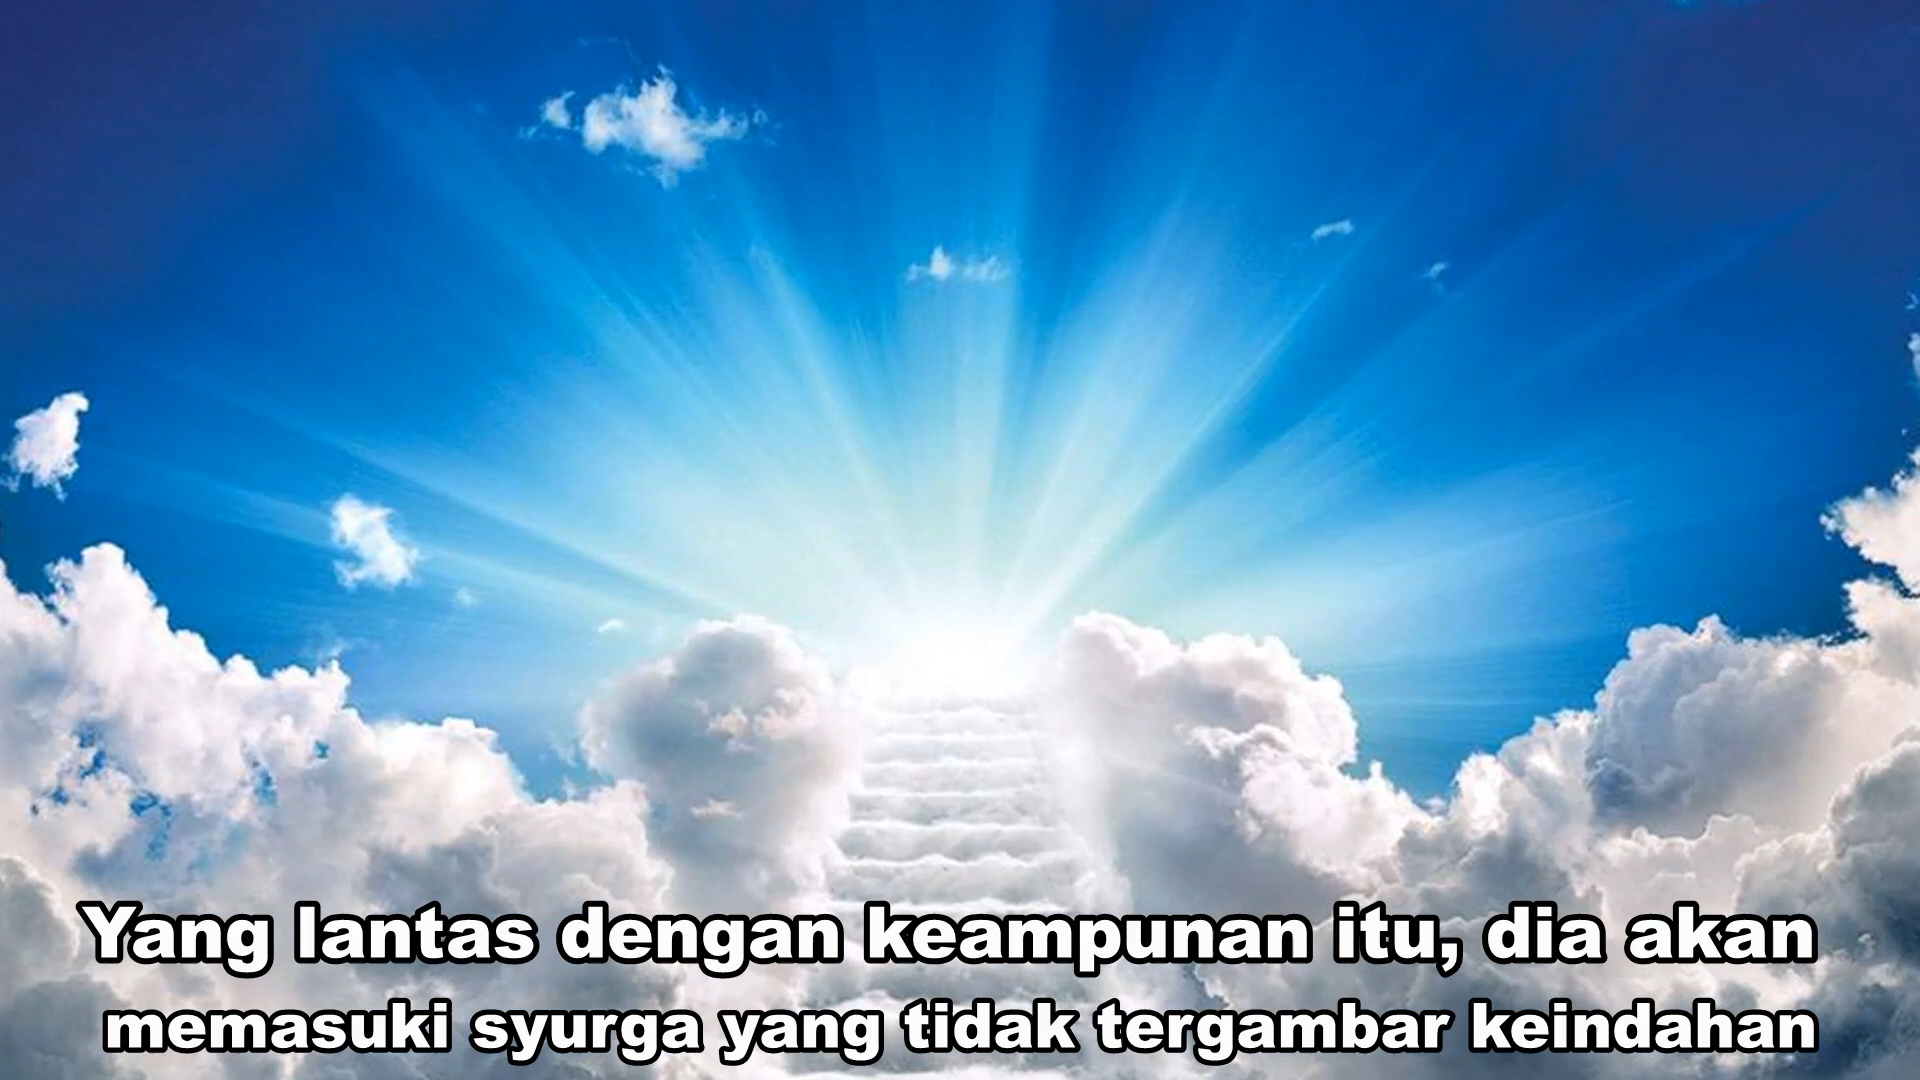 Yang lantas dengan keampunan itu, dia akan
memasuki syurga yang tidak tergambar keindahan